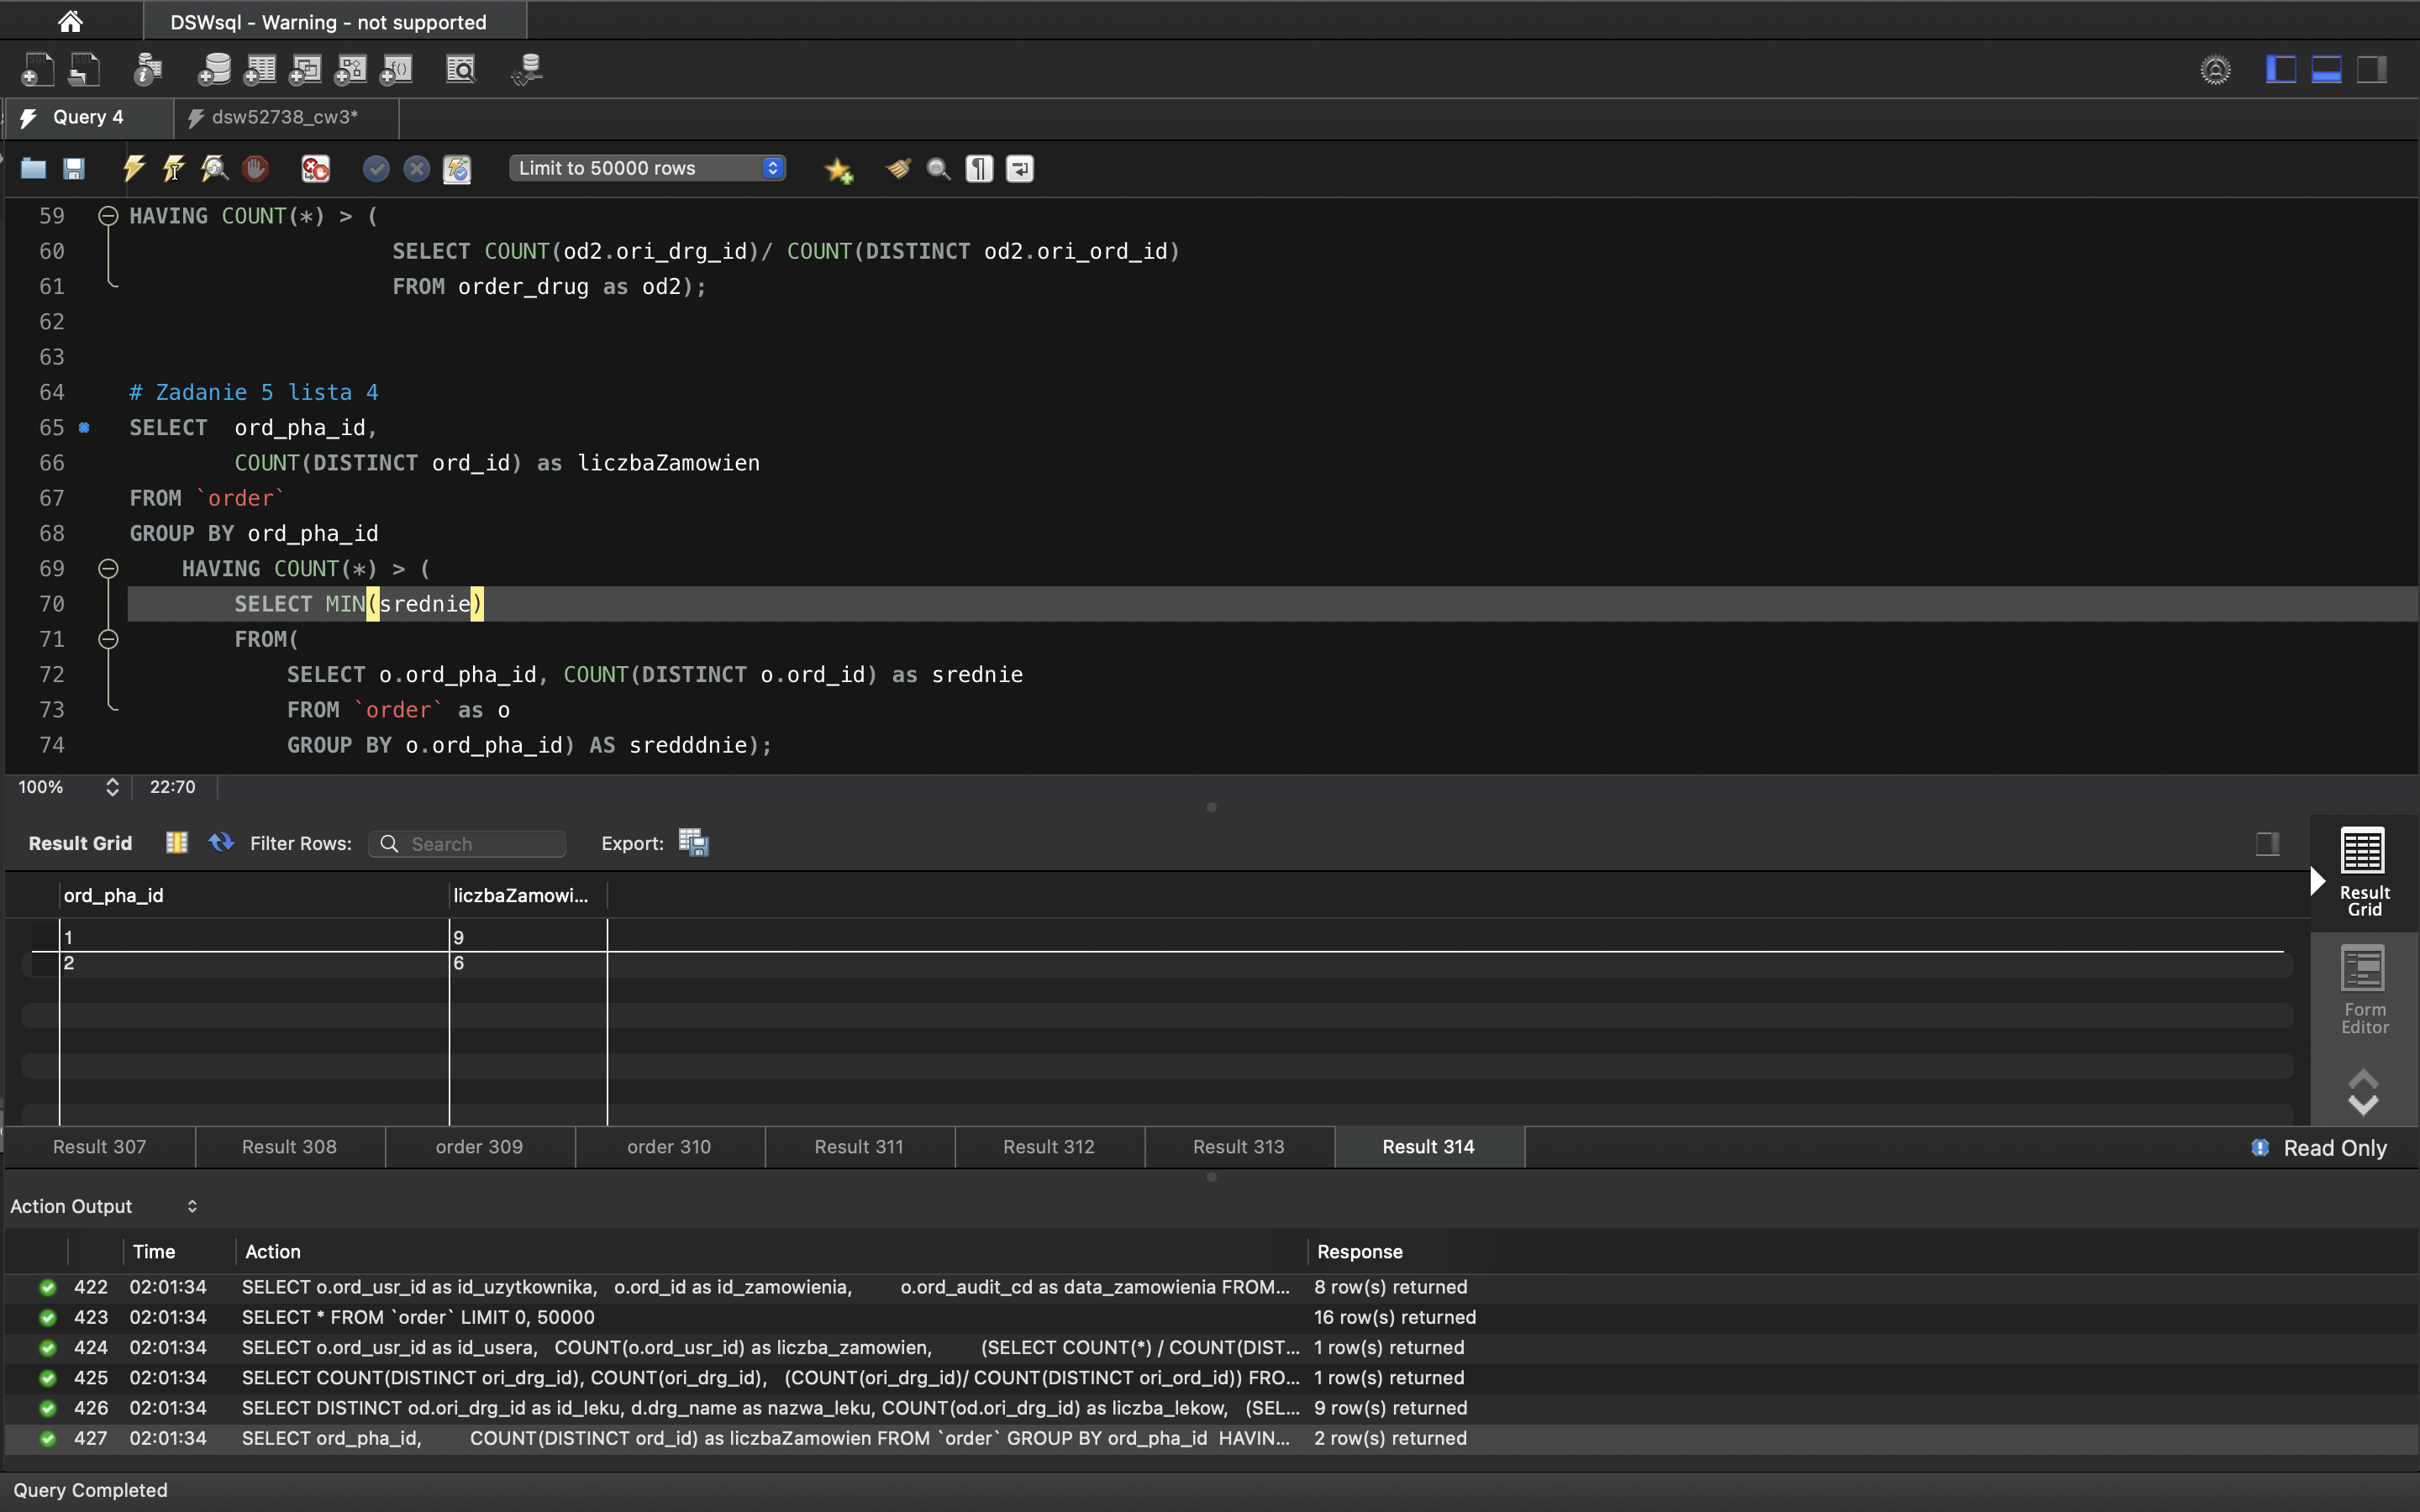 DSWsql - Warning - not supported
Query 4
dsw52738_cw3*
Limit to 50000 rows
59 HAVING COUNT(*) > (
60 SELECT COUNT(od2.ori_drg_id)/ COUNT(DISTINCT od2.ori_ord_id)
61 FROM order_drug as od2);
62
63
64 # Zadanie 5 lista 4
65 SELECT ord_pha_id,
66 COUNT(DISTINCT ord_id) as liczbaZamowien
67 FROM `order`
68 GROUP BY ord_pha_id
69 HAVING COUNT(*) > (
70 SELECT MIN(srednie)
71 FROM(
72 SELECT o.ord_pha_id, COUNT(DISTINCT o.ord_id) as srednie
73 FROM `order` as o
74 GROUP BY o.ord_pha_id) AS sredddnie);
100% 22:70
Result Grid Filter Rows: Search Export:
Result Grid
Form Editor
ord_pha_id liczbaZamowi...
1 9
2 6
Result 307 Result 308 order 309 order 310 Result 311 Result 312 Result 313 Result 314 Read Only
Action Output
Time Action Response
422 02:01:34 SELECT o.ord_usr_id as id_uzytkownika, o.ord_id as id_zamowienia, o.ord_audit_cd as data_zamowienia FROM... 8 row(s) returned
423 02:01:34 SELECT * FROM `order` LIMIT 0, 50000 16 row(s) returned
424 02:01:34 SELECT o.ord_usr_id as id_usera, COUNT(o.ord_usr_id) as liczba_zamowien, (SELECT COUNT(*) / COUNT(DIST... 1 row(s) returned
425 02:01:34 SELECT COUNT(DISTINCT ori_drg_id), COUNT(ori_drg_id), (COUNT(ori_drg_id)/ COUNT(DISTINCT ori_ord_id)) FRO... 1 row(s) returned
426 02:01:34 SELECT DISTINCT od.ori_drg_id as id_leku, d.drg_name as nazwa_leku, COUNT(od.ori_drg_id) as liczba_lekow, (SEL... 9 row(s) returned
427 02:01:34 SELECT ord_pha_id, COUNT(DISTINCT ord_id) as liczbaZamowien FROM `order` GROUP BY ord_pha_id HAVIN... 2 row(s) returned
Query Completed